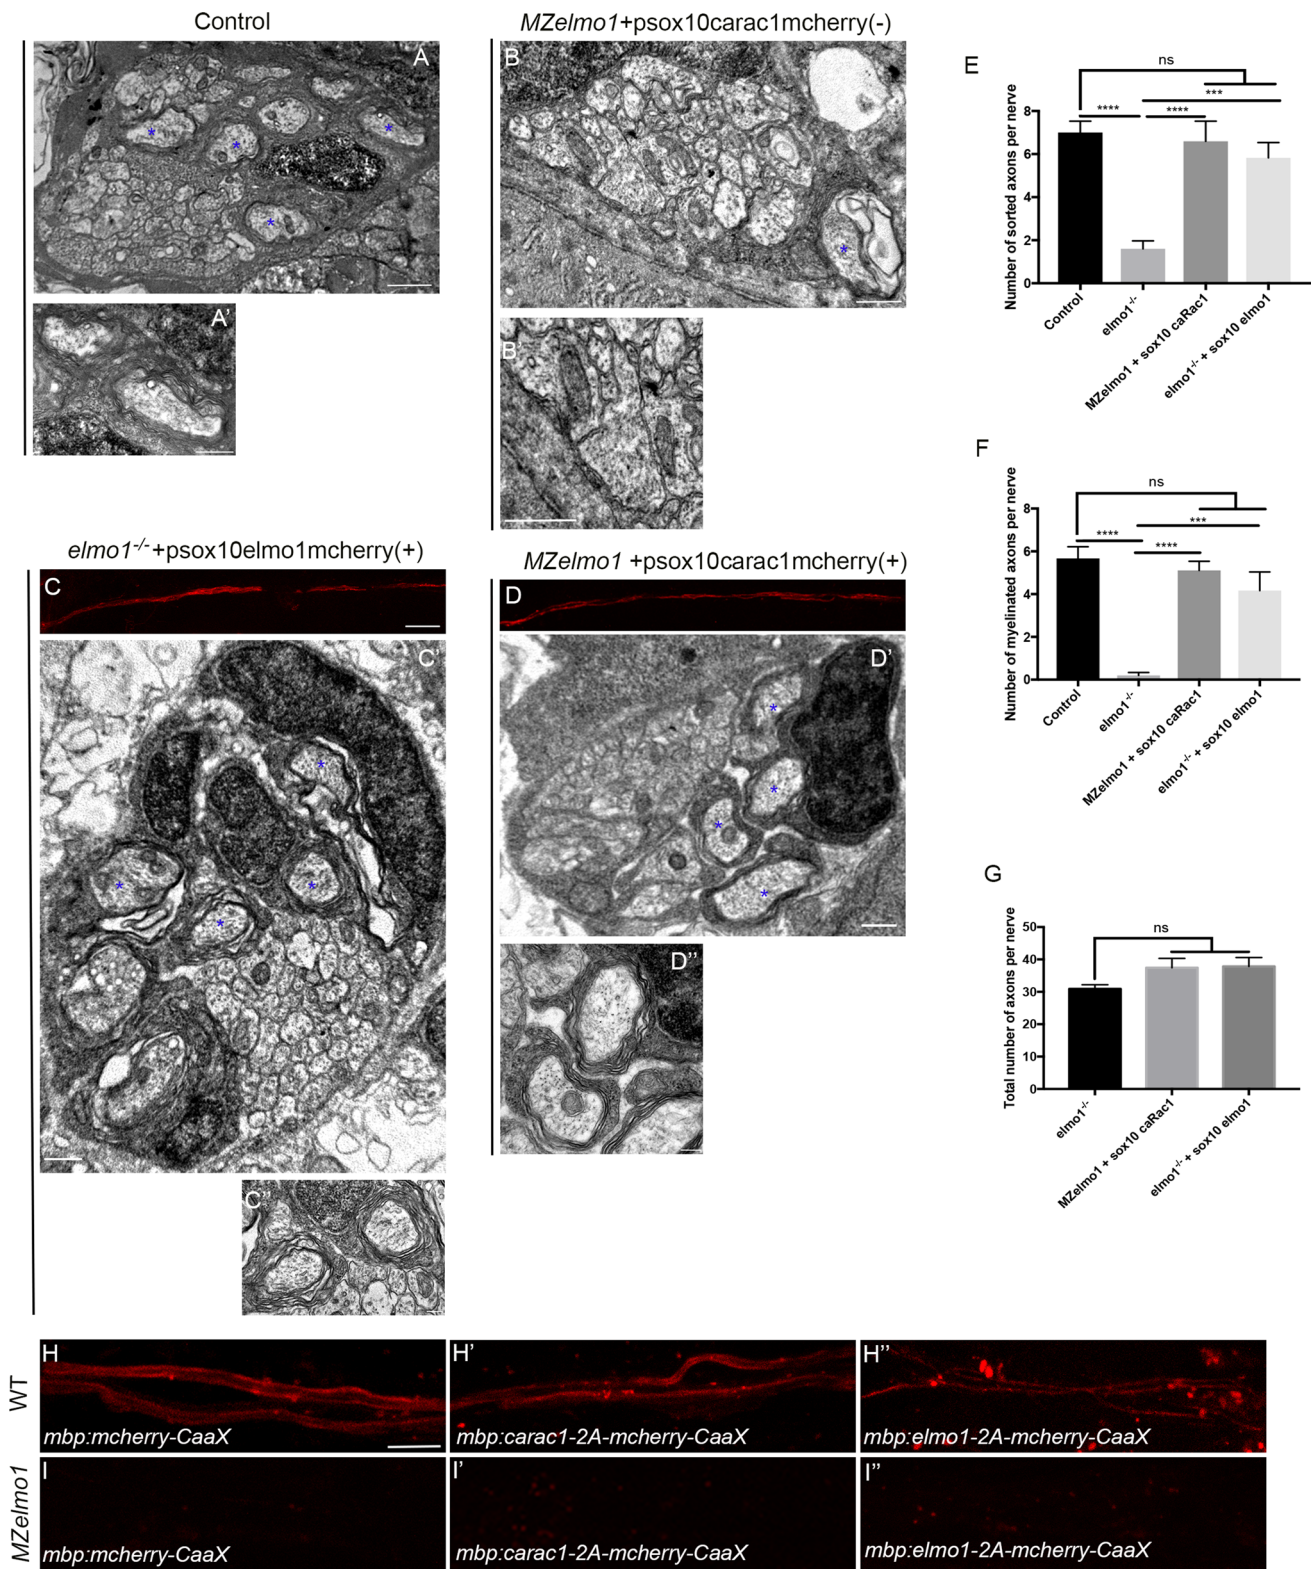 Control
A
A'
MZelmo1+psox10carac1mcherry(-)
B
B'
elmo1-/-+psox10elmo1mcherry(+)
C
C'
C''
MZelmo1 +psox10carac1mcherry(+)
D
D'
D''
E
ns
***
**** ****
Number of sorted axons per nerve
8
6
4
2
0
Control
elmo1-/-
MZelmo1 + sox10 caRac1
elmo1-/- + sox10 elmo1
F
ns
***
**** ****
Number of myelinated axons per nerve
8
6
4
2
0
Control
elmo1-/-
MZelmo1 + sox10 caRac1
elmo1-/- + sox10 elmo1
G
ns
Total number of axons per nerve
50
40
30
20
10
0
elmo1-/-
MZelmo1 + sox10 caRac1
elmo1-/- + sox10 elmo1
WT
H
mbp:mcherry-CaaX
H'
mbp:carac1-2A-mcherry-CaaX
H''
mbp:elmo1-2A-mcherry-CaaX
MZelmo1
I
mbp:mcherry-CaaX
I'
mbp:carac1-2A-mcherry-CaaX
I''
mbp:elmo1-2A-mcherry-CaaX